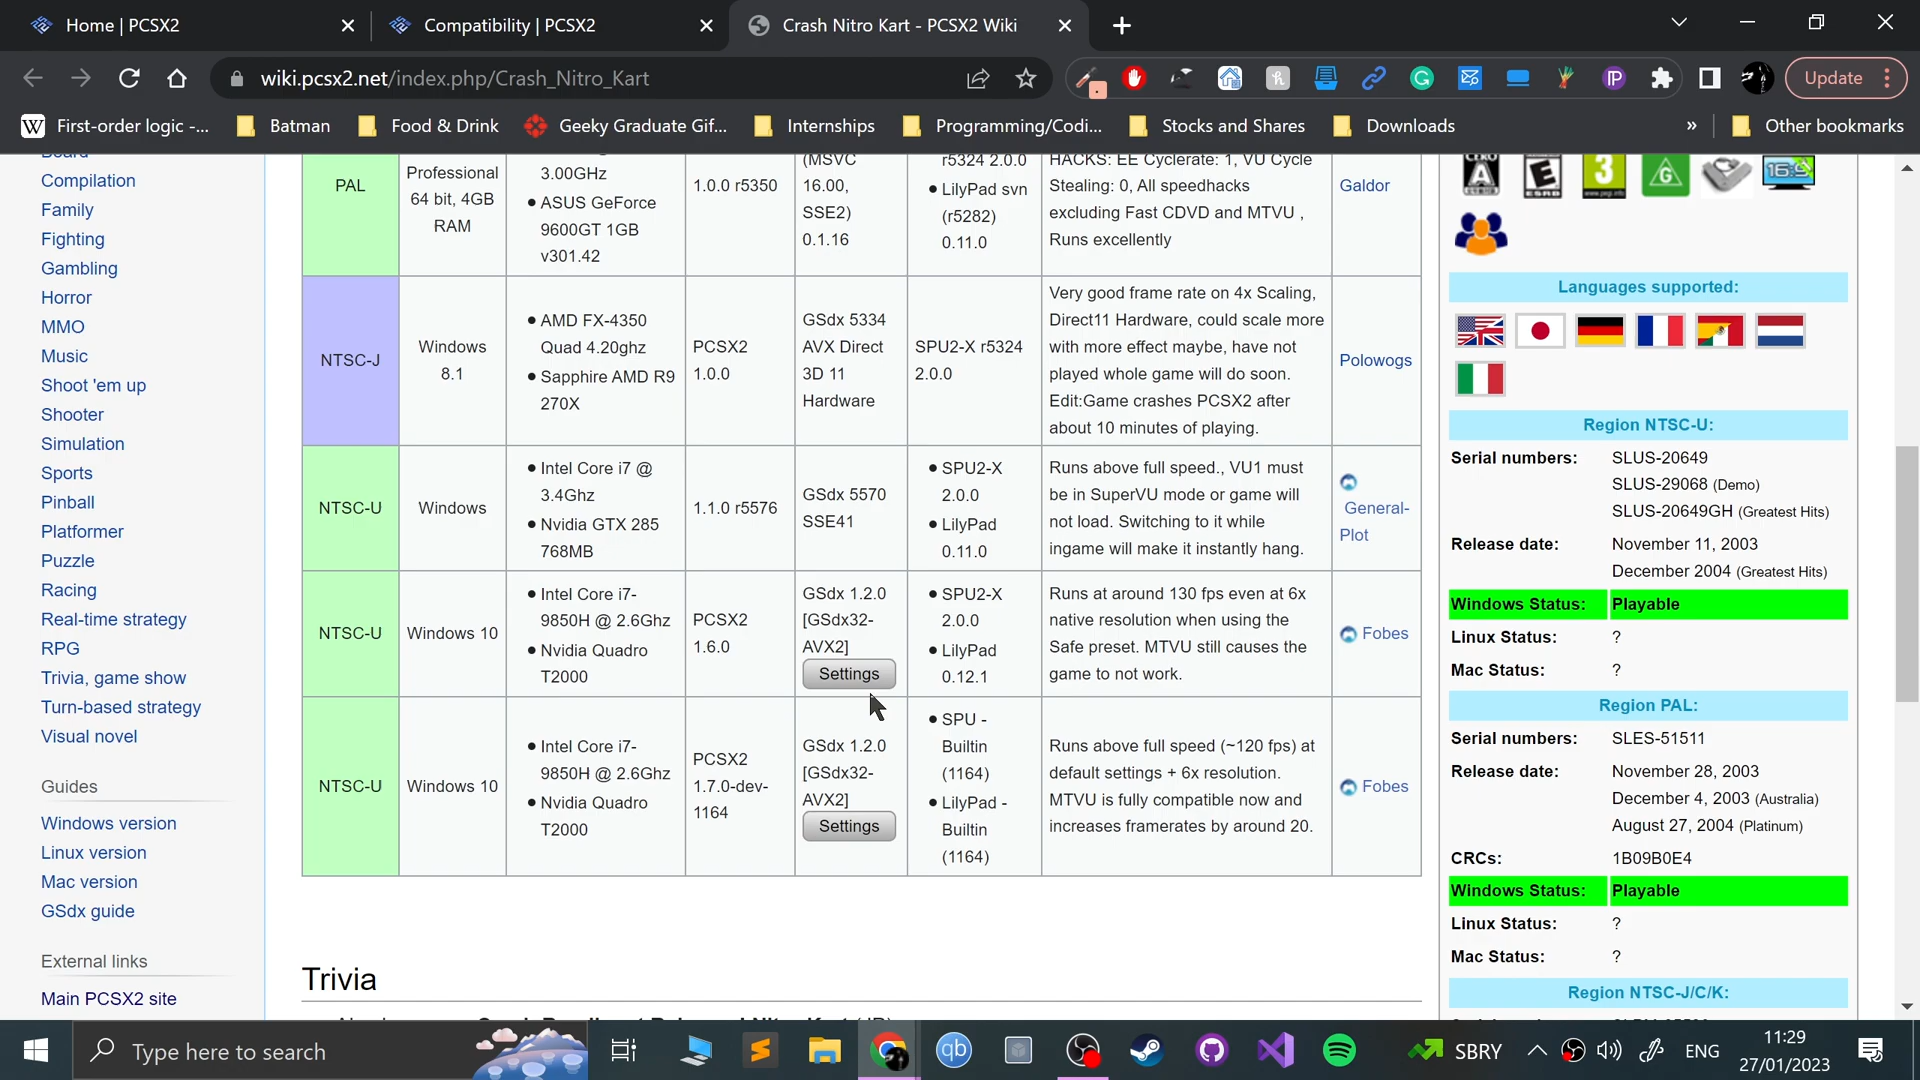 Home | PCSX2
Compatibility | PCSX2
Crash Nitro Kart - PCSX2 Wiki
wiki.pcsx2.net/index.php/Crash_Nitro_Kart
Update
First-order logic -...
Batman
Food & Drink
Geeky Graduate Gif...
Internships
Programming/Codi...
Stocks and Shares
Downloads
»
Other bookmarks
Board
Compilation
Family
Fighting
Gambling
Horror
MMO
Music
Shoot 'em up
Shooter
Simulation
Sports
Pinball
Platformer
Puzzle
Racing
Real-time strategy
RPG
Trivia, game show
Turn-based strategy
Visual novel
Guides
Windows version
Linux version
Mac version
GSdx guide
External links
Main PCSX2 site
PAL
Professional
64 bit, 4GB
RAM
3.00GHz
ASUS GeForce
9600GT 1GB
v301.42
1.0.0 r5350
(MSVC
16.00,
SSE2)
0.1.16
r5324 2.0.0
LilyPad svn
(r5282)
0.11.0
HACKS: EE Cyclerate: 1, VU Cycle
Stealing: 0, All speedhacks
excluding Fast CDVD and MTVU ,
Runs excellently
Galdor
NTSC-J
Windows
8.1
AMD FX-4350
Quad 4.20ghz
Sapphire AMD R9
270X
PCSX2
1.0.0
GSdx 5334
AVX Direct
3D 11
Hardware
SPU2-X r5324
2.0.0
Very good frame rate on 4x Scaling,
Direct11 Hardware, could scale more
with more effect maybe, have not
played whole game will do soon.
Edit:Game crashes PCSX2 after
about 10 minutes of playing.
Polowogs
NTSC-U
Windows
Intel Core i7 @
3.4Ghz
Nvidia GTX 285
768MB
1.1.0 r5576
GSdx 5570
SSE41
SPU2-X
2.0.0
LilyPad
0.11.0
Runs above full speed., VU1 must
be in SuperVU mode or game will
not load. Switching to it while
ingame will make it instantly hang.
General-
Plot
NTSC-U
Windows 10
Intel Core i7-
9850H @ 2.6Ghz
Nvidia Quadro
T2000
PCSX2
1.6.0
GSdx 1.2.0
[GSdx32-
AVX2]
Settings
SPU2-X
2.0.0
LilyPad
0.12.1
Runs at around 130 fps even at 6x
native resolution when using the
Safe preset. MTVU still causes the
game to not work.
Fobes
NTSC-U
Windows 10
Intel Core i7-
9850H @ 2.6Ghz
Nvidia Quadro
T2000
PCSX2
1.7.0-dev-
1164
GSdx 1.2.0
[GSdx32-
AVX2]
Settings
SPU -
Builtin
(1164)
LilyPad -
Builtin
(1164)
Runs above full speed (~120 fps) at
default settings + 6x resolution.
MTVU is fully compatible now and
increases framerates by around 20.
Fobes
Trivia
A
ESRB
3
G
16:9
Languages supported:
Region NTSC-U:
Serial numbers: SLUS-20649
SLUS-29068 (Demo)
SLUS-20649GH (Greatest Hits)
Release date: November 11, 2003
December 2004 (Greatest Hits)
Windows Status: Playable
Linux Status: ?
Mac Status: ?
Region PAL:
Serial numbers: SLES-51511
Release date: November 28, 2003
December 4, 2003 (Australia)
August 27, 2004 (Platinum)
CRCs: 1B09B0E4
Windows Status: Playable
Linux Status: ?
Mac Status: ?
Region NTSC-J/C/K:
Type here to search
qb
SBRY
ENG
11:29
27/01/2023